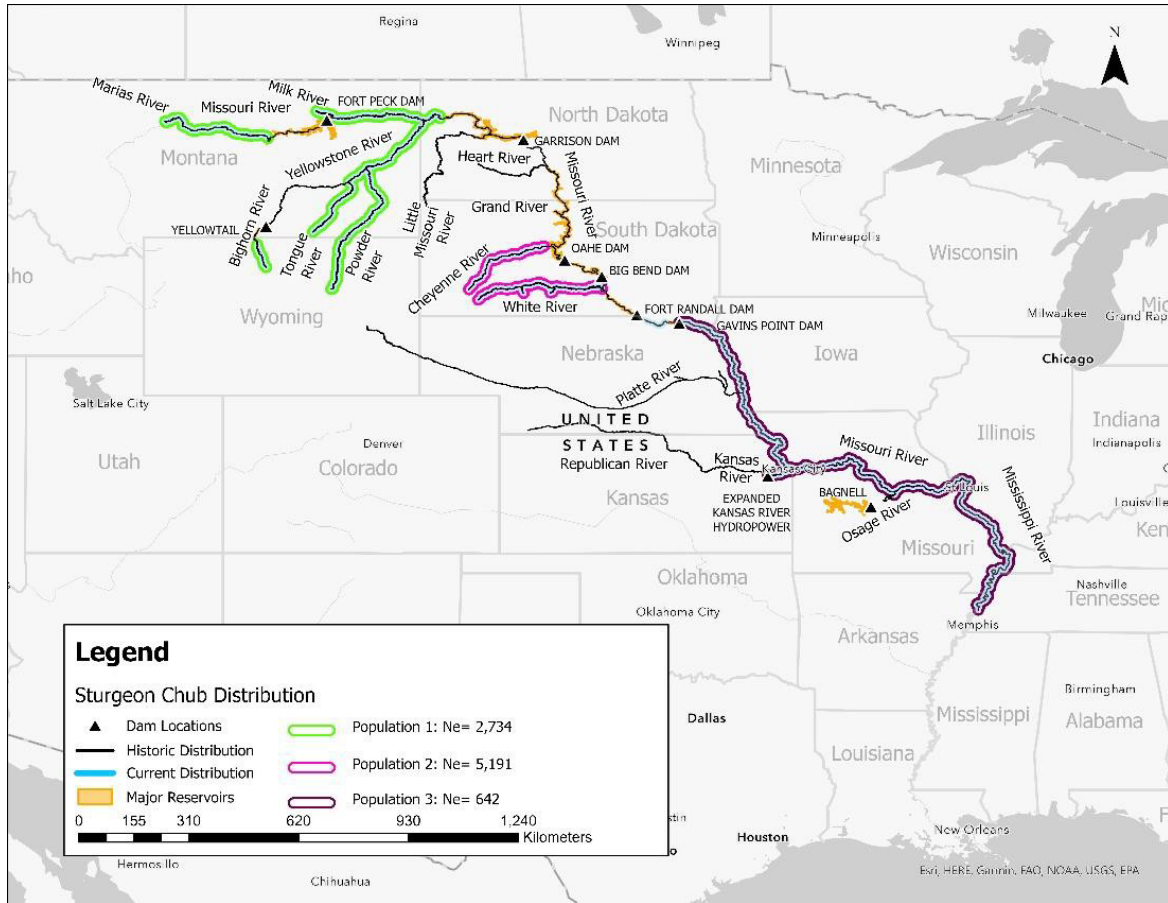 Regina
Winnipeg
N
Marias River
Missouri River
Milk River
FORT PECK DAM
North Dakota
GARRISON DAM
Montana
Yellowstone River
Heart River
Missouri River
Minnesota
Bighorn River
YELLOWTAIL
Tongue
River
Powder
River
Little
Missouri
River
Grand River
South Dakota
OAHE DAM
Minneapolis
Wisconsin
Cheyenne River
BIG BEND DAM
White River
FORT RANDALL DAM
GAVINS POINT DAM
Wyoming
Milwaukee
Grand Rap
Mic
aho
Nebraska
Iowa
Chicago
Platte River
Salt Lake City
UNITED
STATES
Republican River
Denver
Utah
Colorado
Kansas
River
Kansas City
Missouri River
Illinois
Indiana
Indianapolis
Kansas
EXPANDED
KANSAS RIVER
HYDROPOWER
BAGNELL
Osage River
St Louis
Mississippi River
Louisville
Ken
Missouri
Oklahoma
Oklahoma City
Nashville
Tennessee
Memphis
Arkansas
Birmingham
Mississippi
Alabama
Dallas
Louisiana
Legend
Sturgeon Chub Distribution
Dam Locations
Historic Distribution
Current Distribution
Major Reservoirs
Population 1: Ne= 2,734
Population 2: Ne= 5,191
Population 3: Ne= 642
0 155 310 620 930 1,240
Kilometers
stin
o
Houston
New Orleans
Hermosillo
Chihuahua
Esri, HERE, Garmin, FAO, NOAA, USGS, EPA